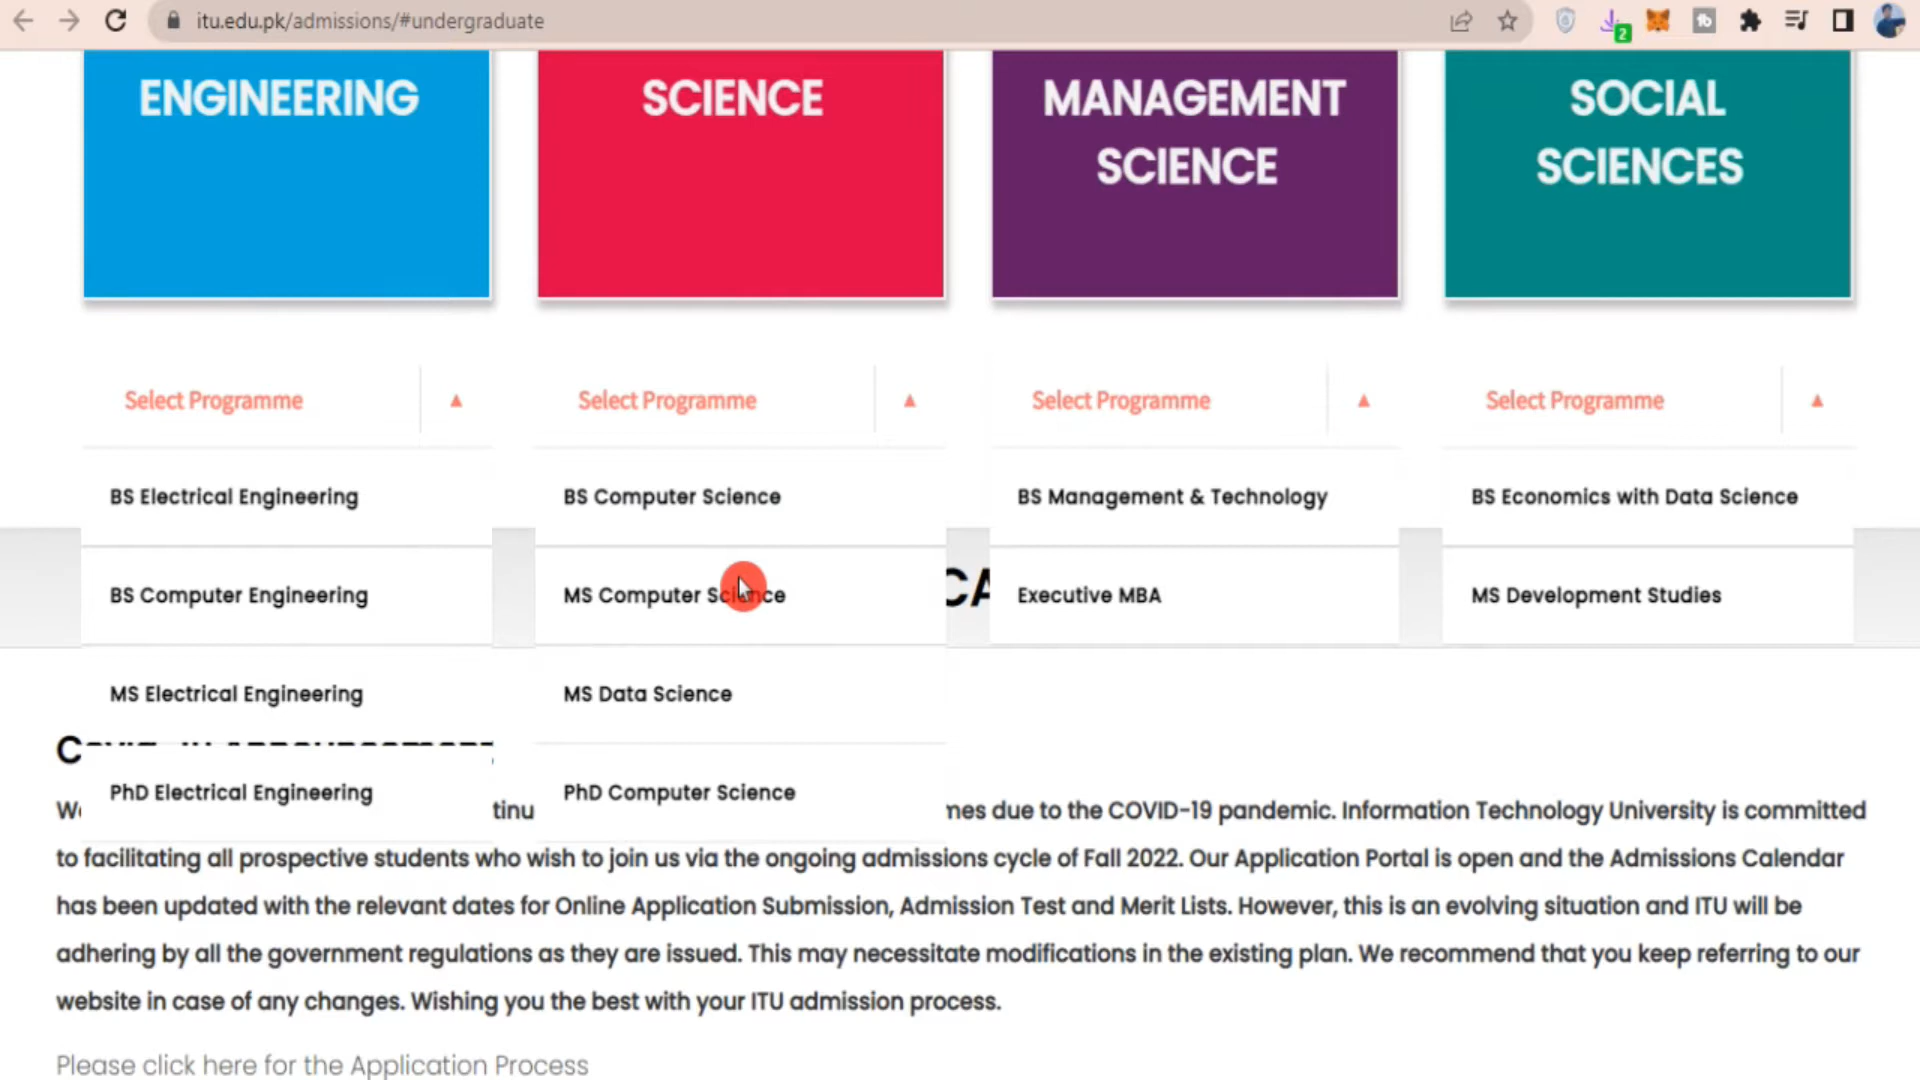 itu.edu.pk/admissions/#undergraduate
2
ENGINEERING
SCIENCE
MANAGEMENT
SCIENCE
SOCIAL
SCIENCES
Select Programme
Select Programme
Select Programme
Select Programme
BS Electrical Engineering
BS Computer Science
BS Management & Technology
BS Economics with Data Science
BS Computer Engineering
MS Computer Science
CA
Executive MBA
MS Development Studies
MS Electrical Engineering
MS Data Science
PhD Electrical Engineering
PhD Computer Science
We tinu mes due to the COVID-19 pandemic. Information Technology University is committed
to facilitating all prospective students who wish to join us via the ongoing admissions cycle of Fall 2022. Our Application Portal is open and the Admissions Calendar
has been updated with the relevant dates for Online Application Submission, Admission Test and Merit Lists. However, this is an evolving situation and ITU will be
adhering by all the government regulations as they are issued. This may necessitate modifications in the existing plan. We recommend that you keep referring to our
website in case of any changes. Wishing you the best with your ITU admission process.
Please click here for the Application Process